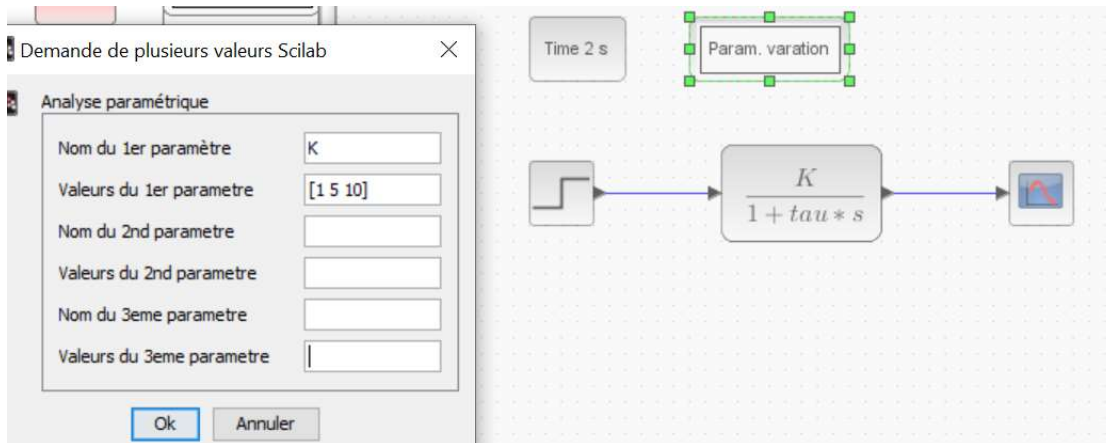 Demande de plusieurs valeurs Scilab
Analyse paramétrique
Nom du 1er paramètre K
Valeurs du 1er parametre [1 5 10]
Nom du 2nd parametre
Valeurs du 2nd parametre
Nom du 3eme parametre
Valeurs du 3eme parametre
Ok Annuler
Time 2 s
Param. varation
K
1 + tau * s